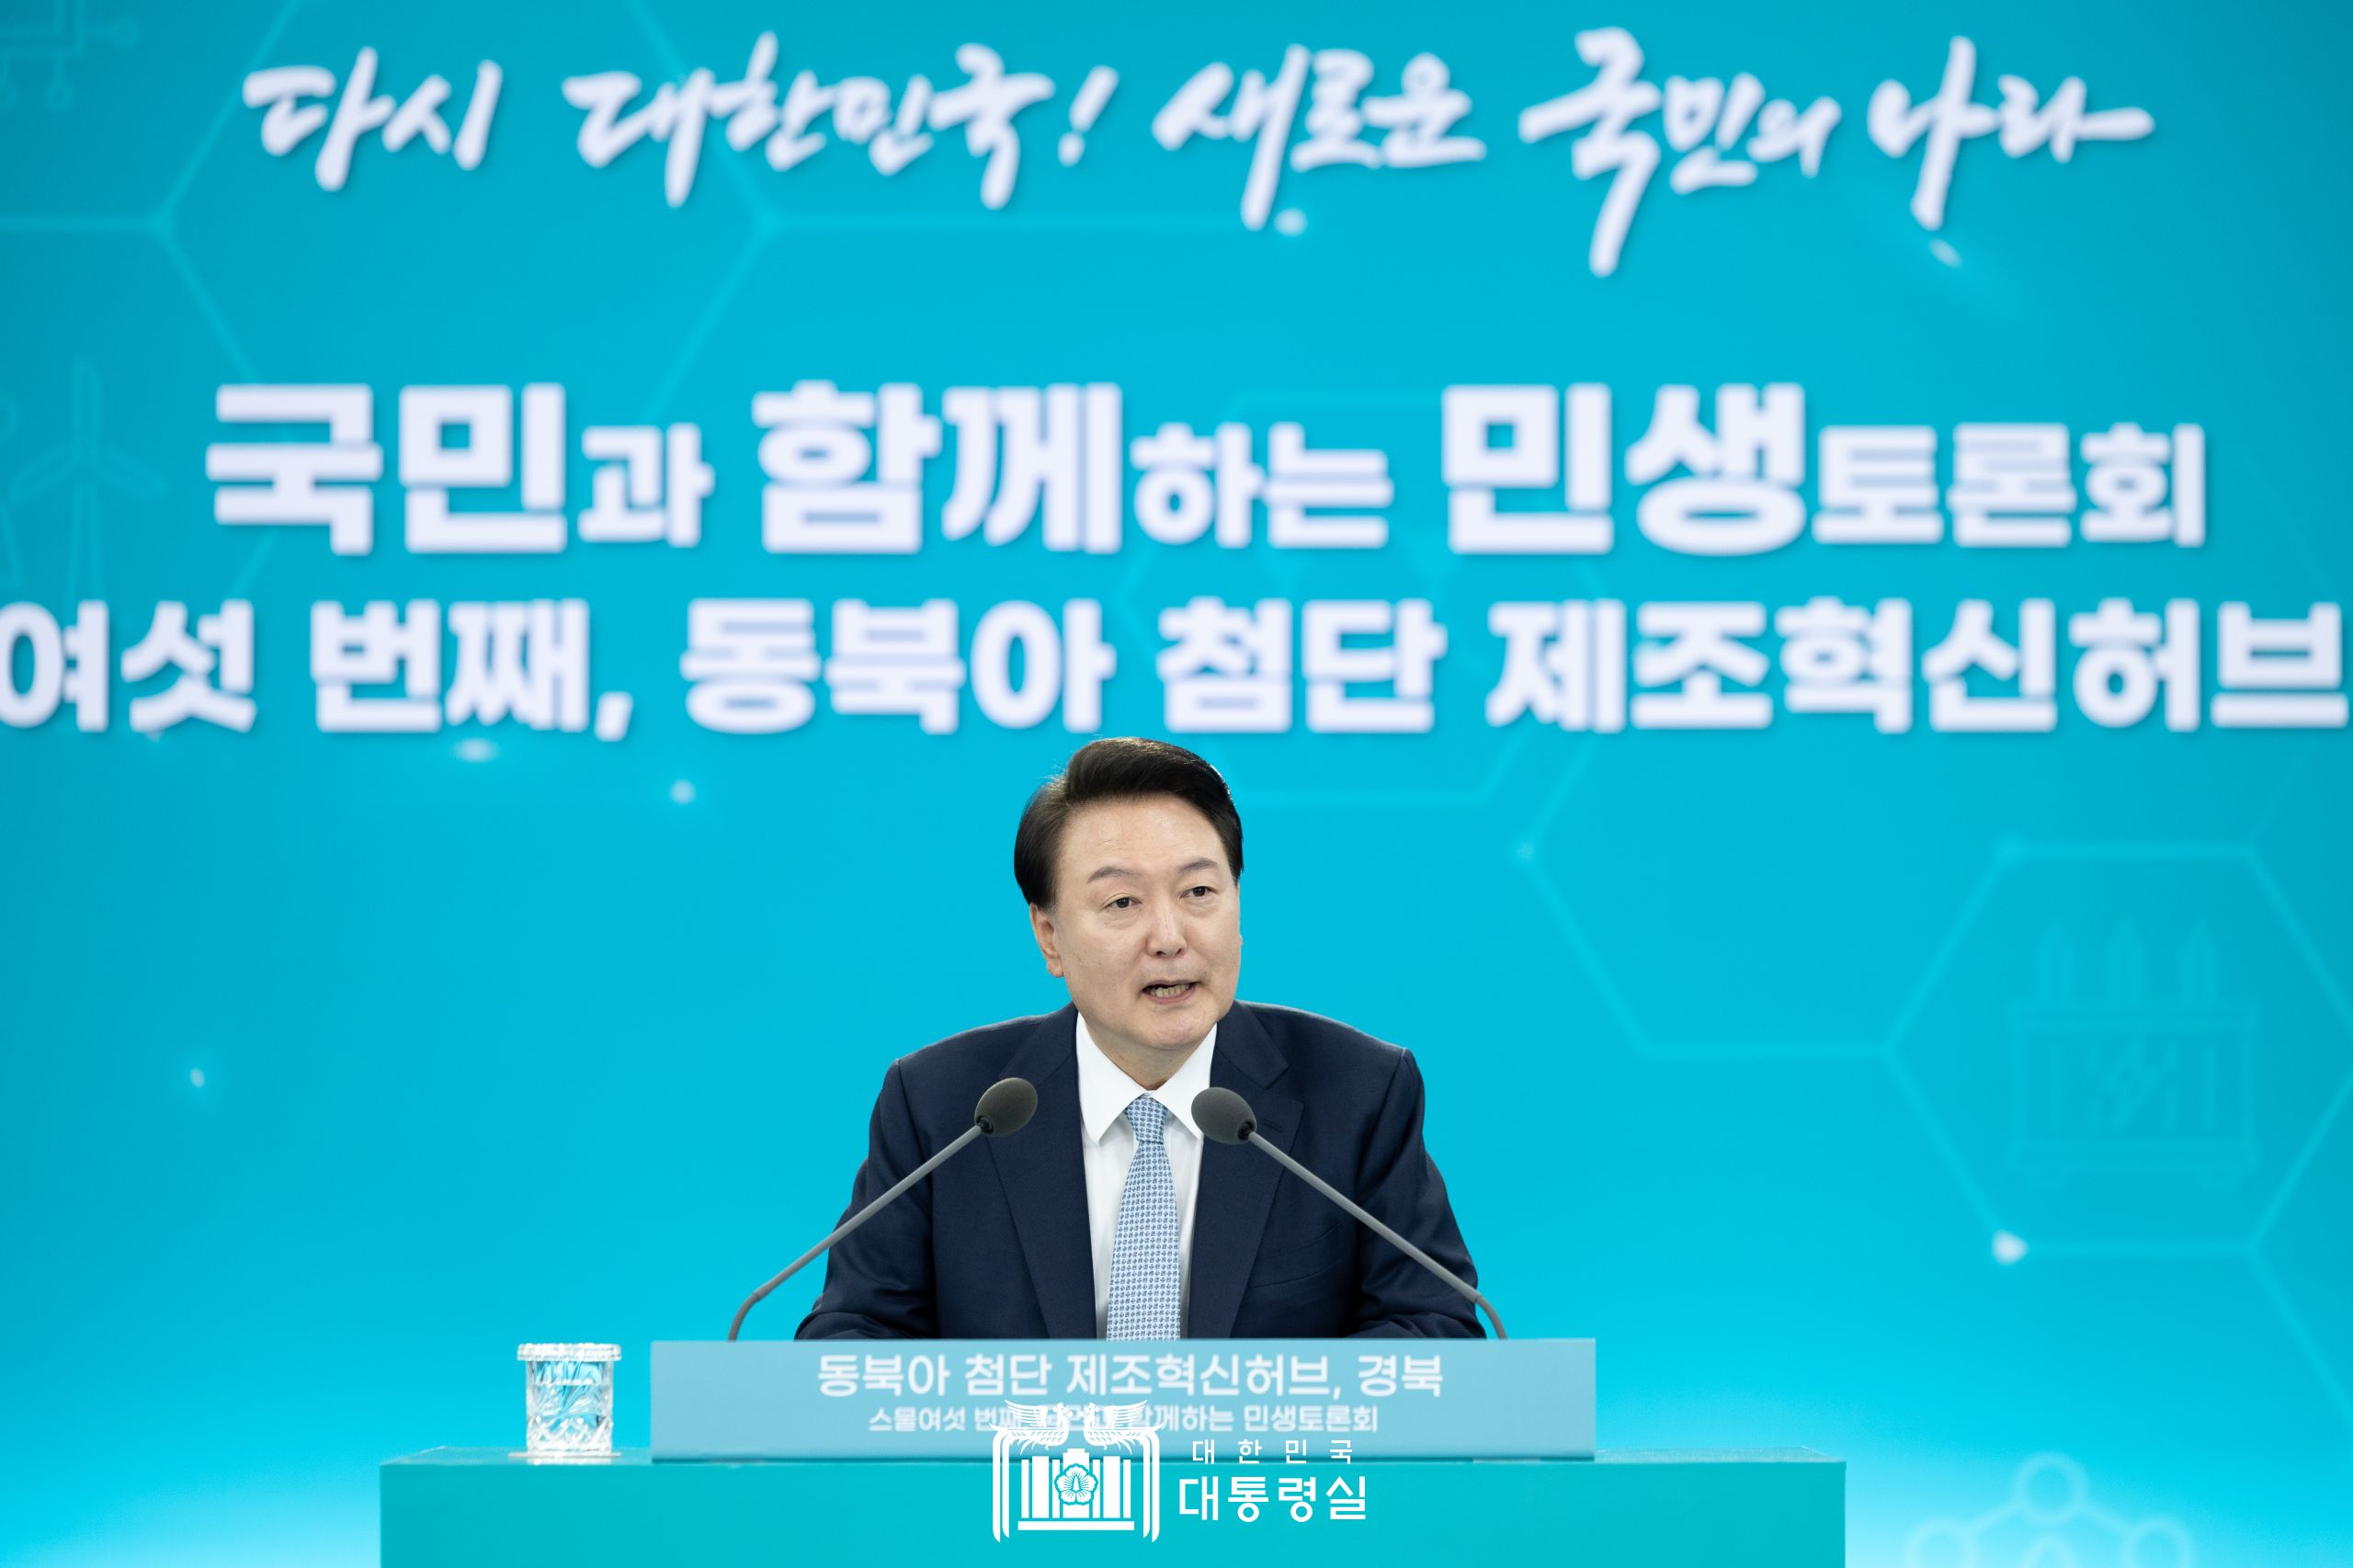 다시 대한민국! 새로운 국민의 나라
국민과 함께하는 민생토론회
여섯 번째, 동북아 첨단 제조혁신허브
동북아 첨단 제조혁신허브, 경북
스물여섯 번째, 국민과 함께하는 민생토론회
대한민국
대통령실